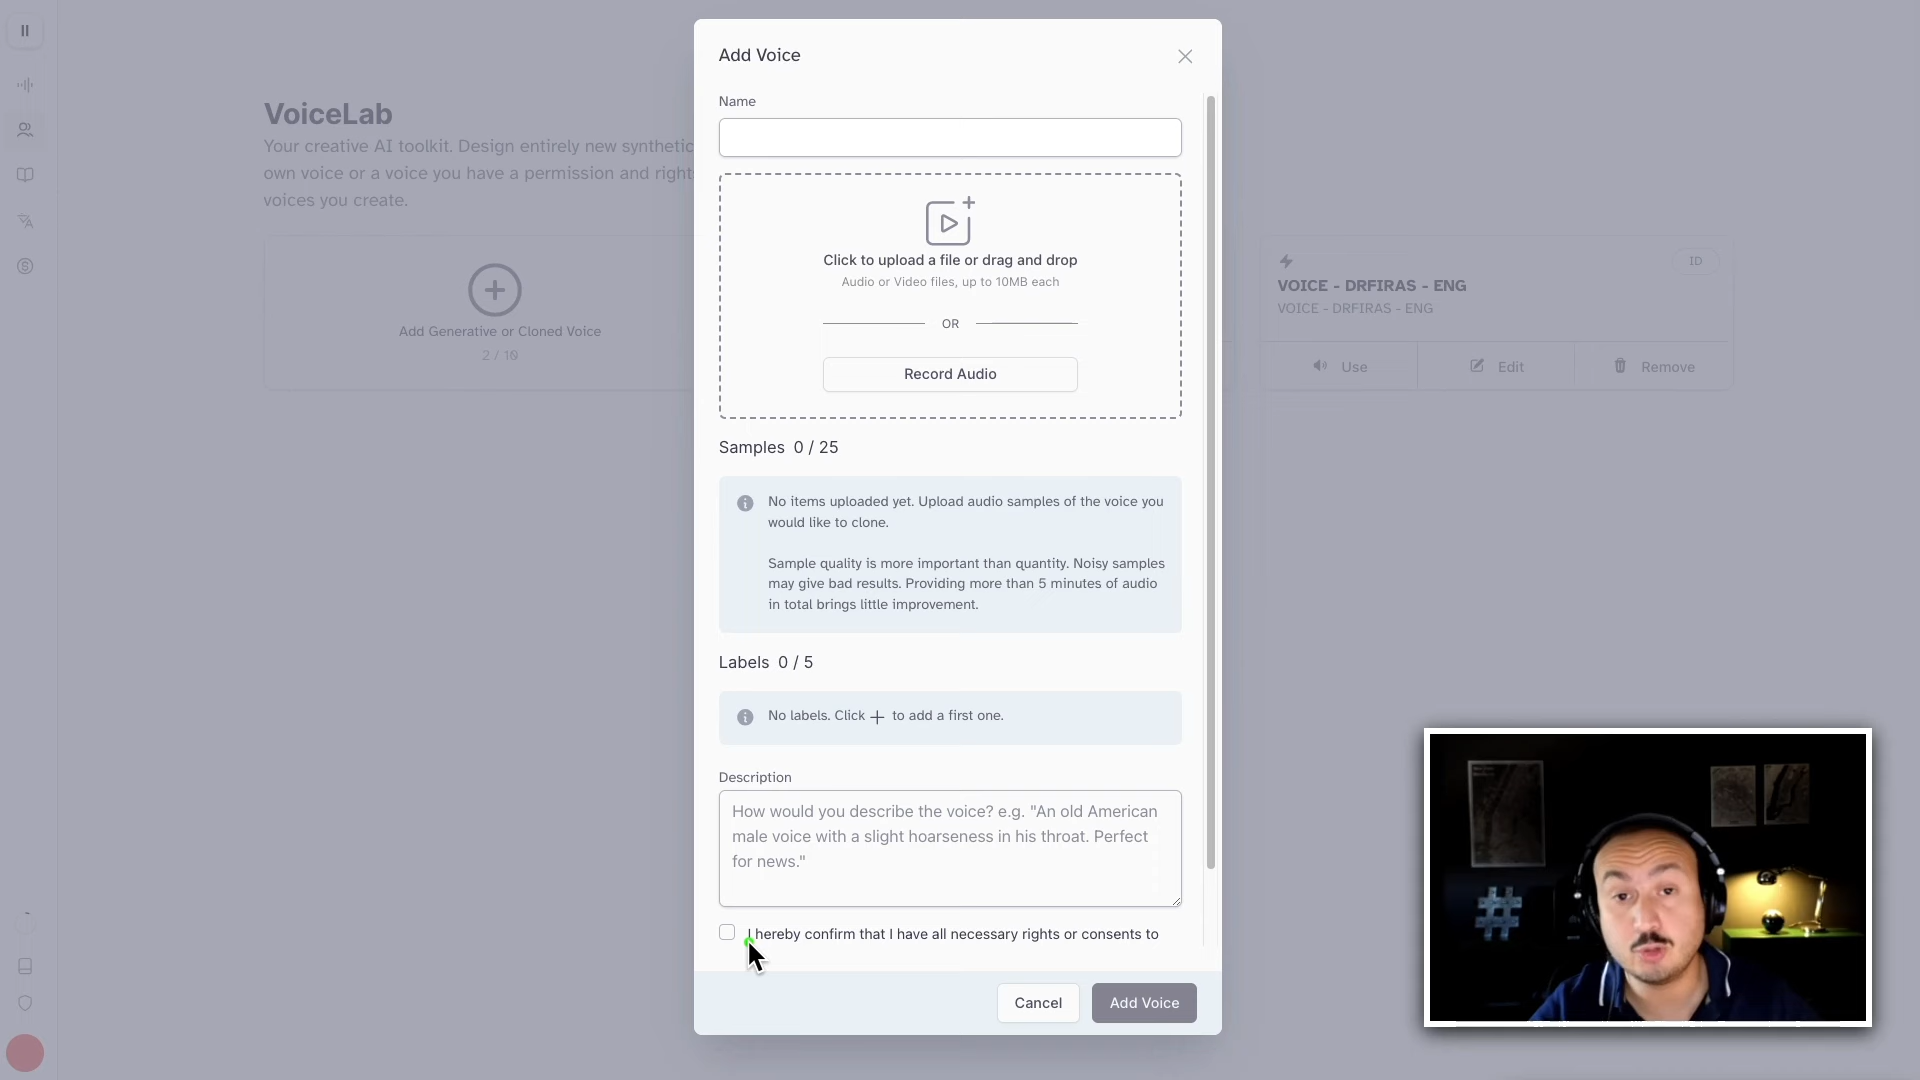 Add Voice
Name
VoiceLab
Your creative AI toolkit. Design entirely new synthetic
own voice or a voice you have a permission and rights
voices you create.
Add Generative or Cloned Voice
2 / 10
Click to upload a file or drag and drop
Audio or Video files, up to 10MB each
OR
Record Audio
ID
VOICE - DRFIRAS - ENG
VOICE - DRFIRAS - ENG
Use
Edit
Remove
Samples 0 / 25
No items uploaded yet. Upload audio samples of the voice you
would like to clone.
Sample quality is more important than quantity. Noisy samples
may give bad results. Providing more than 5 minutes of audio
in total brings little improvement.
Labels 0 / 5
No labels. Click + to add a first one.
Description
How would you describe the voice? e.g. "An old American
male voice with a slight hoarseness in his throat. Perfect
for news."
I hereby confirm that I have all necessary rights or consents to
Cancel
Add Voice